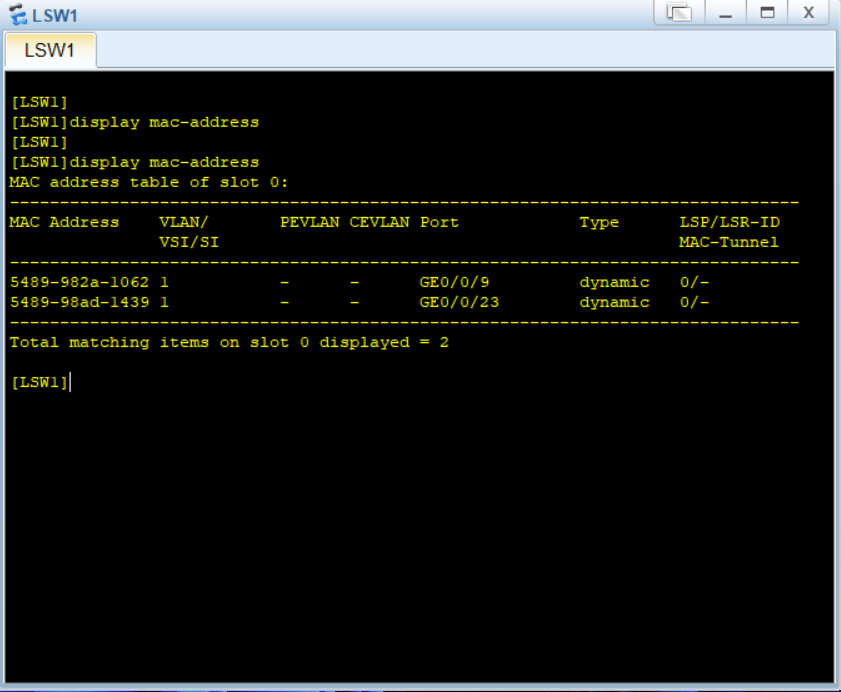 LSW1
LSW1
[LSW1]
[LSW1]display mac-address
[LSW1]
[LSW1]display mac-address
MAC address table of slot 0:
-------------------------------------------------------------------------------
MAC Address    VLAN/       PEVLAN CEVLAN Port            Type      LSP/LSR-ID
               VSI/SI                                              MAC-Tunnel
-------------------------------------------------------------------------------
5489-982a-1062 1           -      -      GE0/0/9         dynamic   0/-
5489-98ad-1439 1           -      -      GE0/0/23        dynamic   0/-
-------------------------------------------------------------------------------
Total matching items on slot 0 displayed = 2
[LSW1]